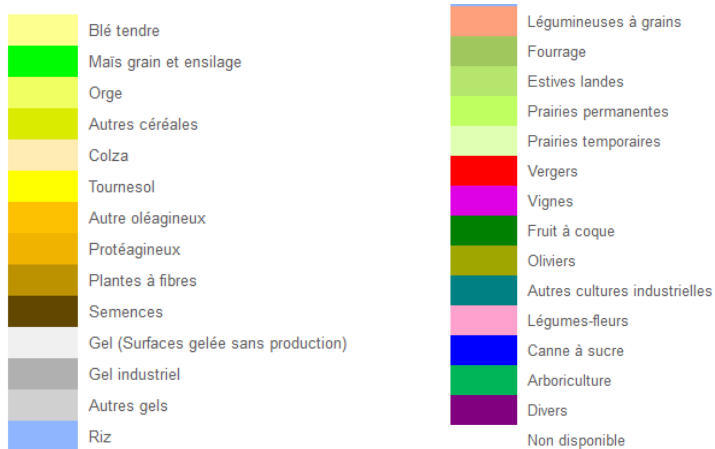 Blé tendre
Maïs grain et ensilage
Orge
Autres céréales
Colza
Tournesol
Autre oléagineux
Protéagineux
Plantes à fibres
Semences
Gel (Surfaces gelée sans production)
Gel industriel
Autres gels
Riz
Légumineuses à grains
Fourrage
Estives landes
Prairies permanentes
Prairies temporaires
Vergers
Vignes
Fruit à coque
Oliviers
Autres cultures industrielles
Légumes-fleurs
Canne à sucre
Arboriculture
Divers
Non disponible